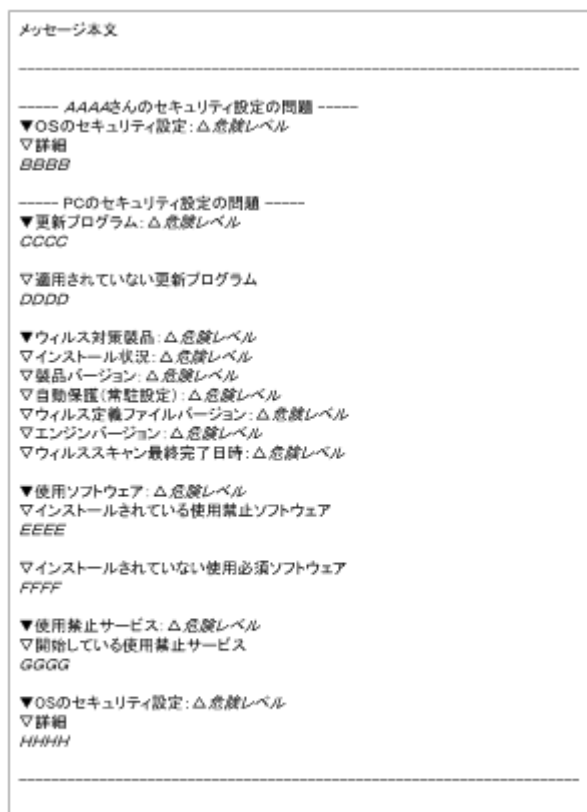 メッセージ本文
----------------------------------------------------------------------
----- AAAAさんのセキュリティ設定の問題 -----
▼OSのセキュリティ設定:△危険レベル
▽詳細
BBBB
----- PCのセキュリティ設定の問題 -----
▼更新プログラム:△危険レベル
CCCC
▽適用されていない更新プログラム
DDDD
▼ウィルス対策製品:△危険レベル
▽インストール状況:△危険レベル
▽製品バージョン:△危険レベル
▽自動保護(常駐設定):△危険レベル
▽ウィルス定義ファイルバージョン:△危険レベル
▽エンジンバージョン:△危険レベル
▽ウィルススキャン最終完了日時:△危険レベル
▼使用ソフトウェア:△危険レベル
▽インストールされている使用禁止ソフトウェア
EEEE
▽インストールされていない使用必須ソフトウェア
FFFF
▼使用禁止サービス:△危険レベル
▽開始している使用禁止サービス
GGGG
▼OSのセキュリティ設定:△危険レベル
▽詳細
HHHH
----------------------------------------------------------------------